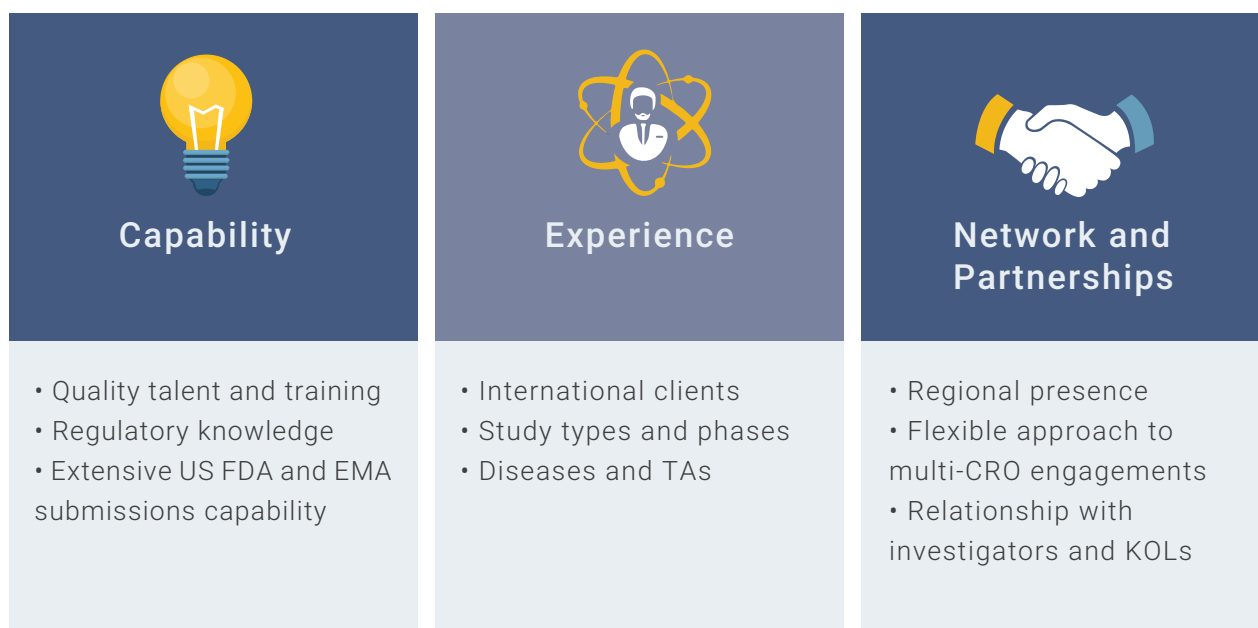 Capability
• Quality talent and training
• Regulatory knowledge
• Extensive US FDA and EMA
submissions capability
Experience
• International clients
• Study types and phases
• Diseases and TAs
Network and
Partnerships
• Regional presence
• Flexible approach to
multi-CRO engagements
• Relationship with
investigators and KOLs